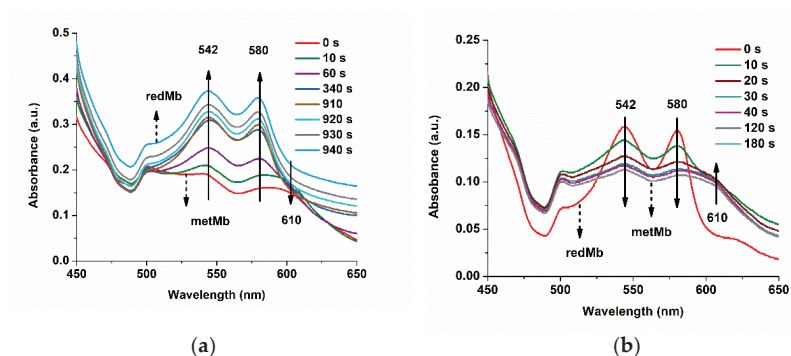 (a)
0.5
0.4
0.3
0.2
0.1
0.0
Absorbance (a.u.)
450 500 550 600 650
Wavelength (nm)
542
580
610
redMb
metMb
0 s
10 s
60 s
340 s
910
920 s
930 s
940 s
(a)
(b)
0.25
0.20
0.15
0.10
0.05
0.00
Absorbance (a.u.)
450 500 550 600 650
Wavelength (nm)
542
580
610
redMb
metMb
0 s
10 s
20 s
30 s
40 s
120 s
180 s
(b)